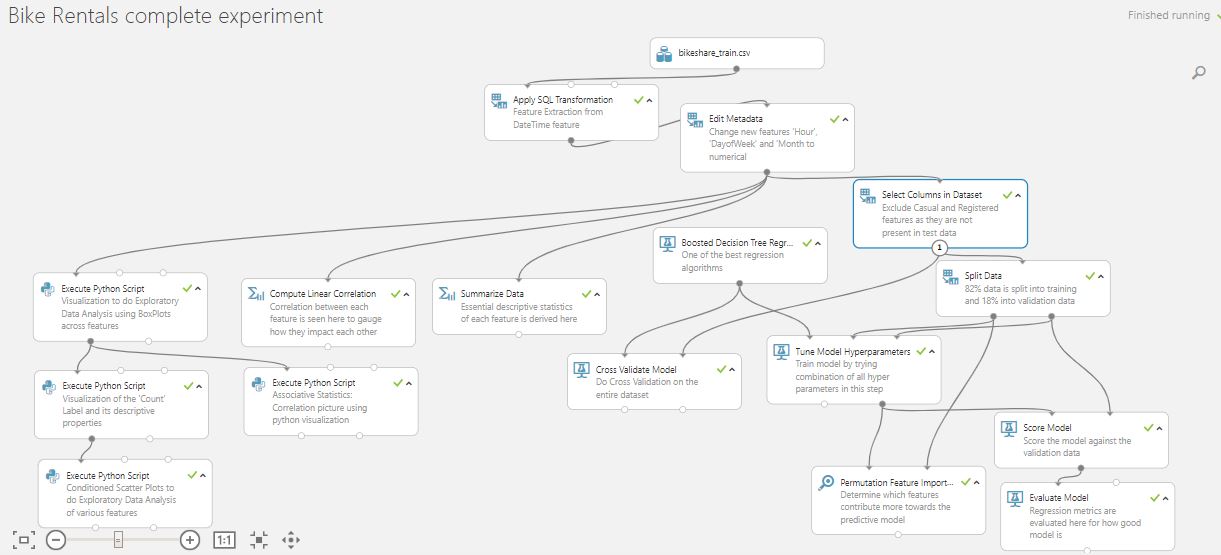 Bike Rentals complete experiment
Finished running
bikeshare_train.csv
Apply SQL Transformation
Feature Extraction from
DateTime feature
Edit Metadata
Change new features 'Hour',
'DayofWeek' and 'Month to
numerical
Select Columns in Dataset
Exclude Casual and Registered
features as they are not
present in test data
1
Boosted Decision Tree Regr...
One of the best regression
algorithms
Split Data
82% data is split into training
and 18% into validation data
Execute Python Script
Visualization to do Exploratory
Data Analysis using BoxPlots
across features
Compute Linear Correlation
Correlation between each
feature is seen here to gauge
how they impact each other
Summarize Data
Essential descriptive statistics
of each feature is derived here
Cross Validate Model
Do Cross Validation on the
entire dataset
Tune Model Hyperparameters
Train model by trying
combination of all hyper
parameters in this step
Execute Python Script
Visualization of the 'Count'
Label and its descriptive
properties
Execute Python Script
Associative Statistics:
Correlation picture using
python visualization
Score Model
Score the model against the
validation data
Execute Python Script
Conditioned Scatter Plots to
do Exploratory Data Analysis
of various features
Permutation Feature Import...
Determine which features
contribute more towards the
predictive model
Evaluate Model
Regression metrics are
evaluated here for how good
model is
1:1